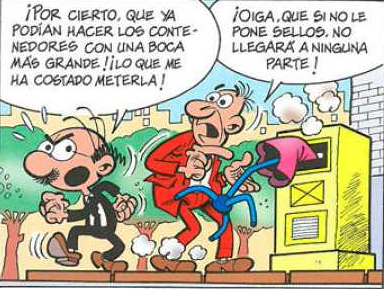 ¡POR CIERTO, QUE YA
PODÍAN HACER LOS CONTE-
NEDORES CON UNA BOCA
MÁS GRANDE! ¡LO QUE ME
HA COSTADO METERLA!
¡OIGA, QUE SI NO LE
PONE SELLOS, NO
LLEGARÁ A NINGUNA
PARTE!